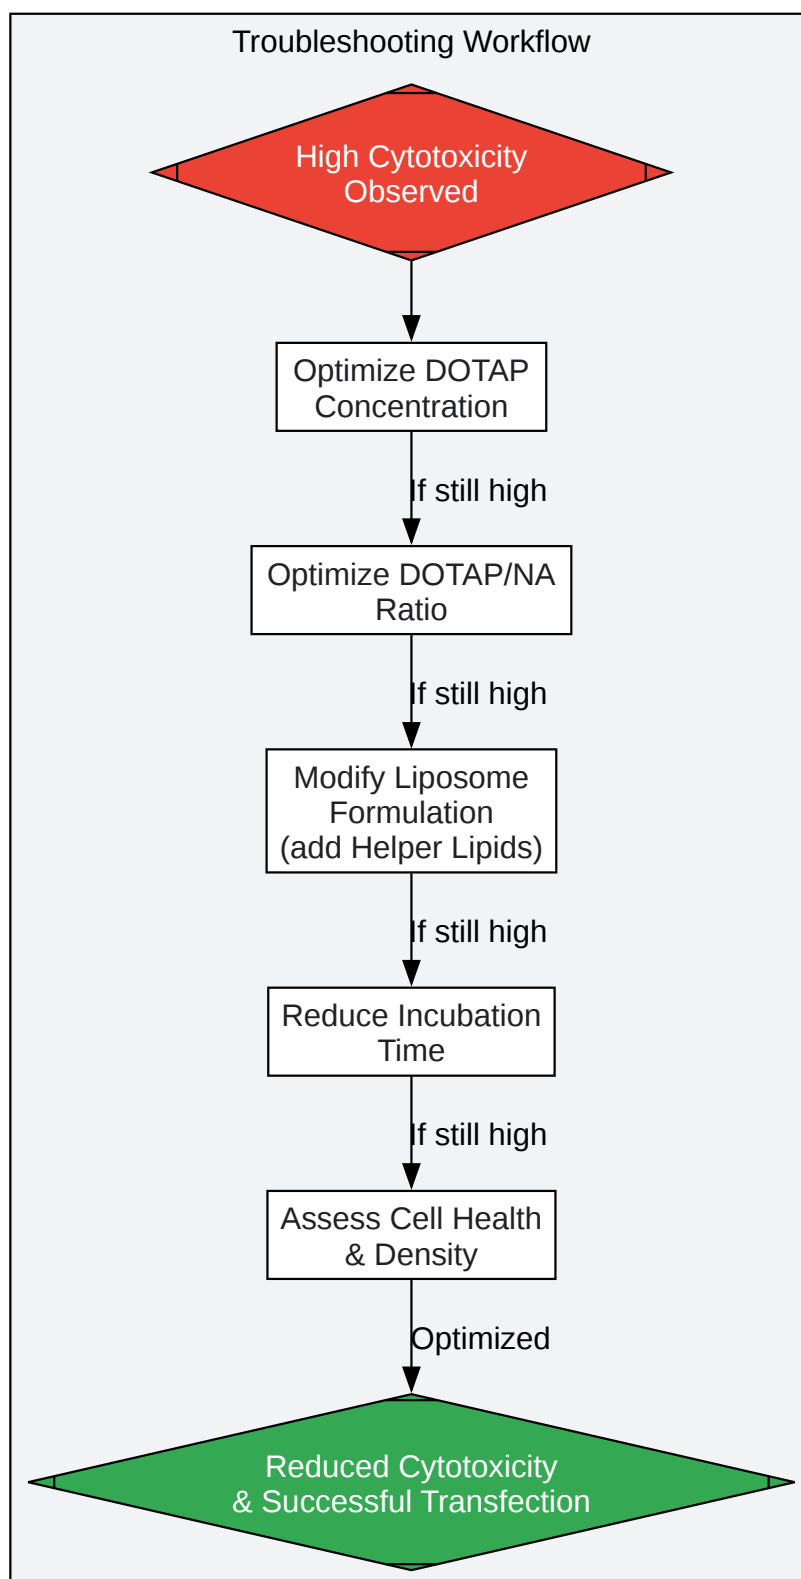 Troubleshooting Workflow
High Cytotoxicity
Observed
Optimize DOTAP
Concentration
If still high
Optimize DOTAP/NA
Ratio
If still high
Modify Liposome
Formulation
(add Helper Lipids)
If still high
Reduce Incubation
Time
If still high
Assess Cell Health
& Density
Optimized
Reduced Cytotoxicity
& Successful Transfection